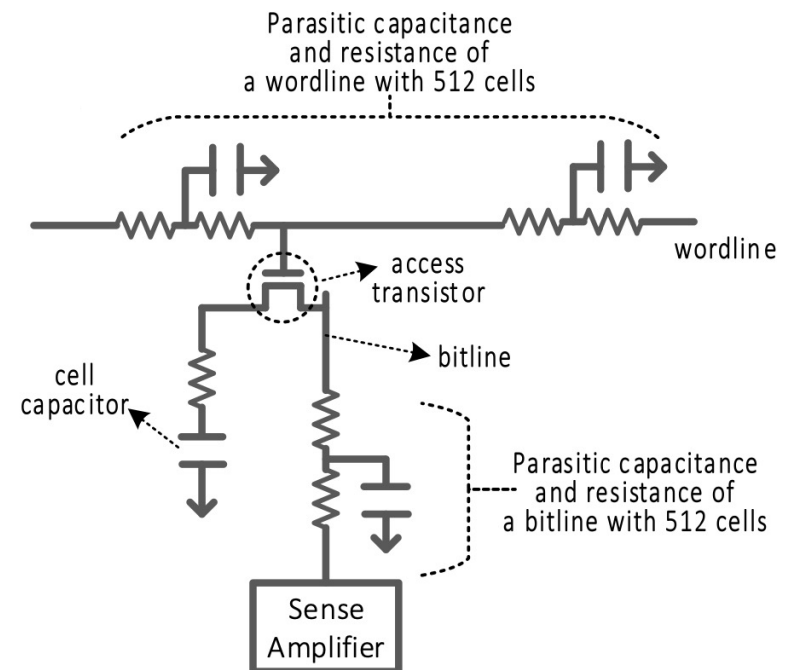 Parasitic capacitance
and resistance of
a wordline with 512 cells
wordline
access
transistor
bitline
cell
capacitor
Parasitic capacitance
and resistance of
a bitline with 512 cells
Sense
Amplifier